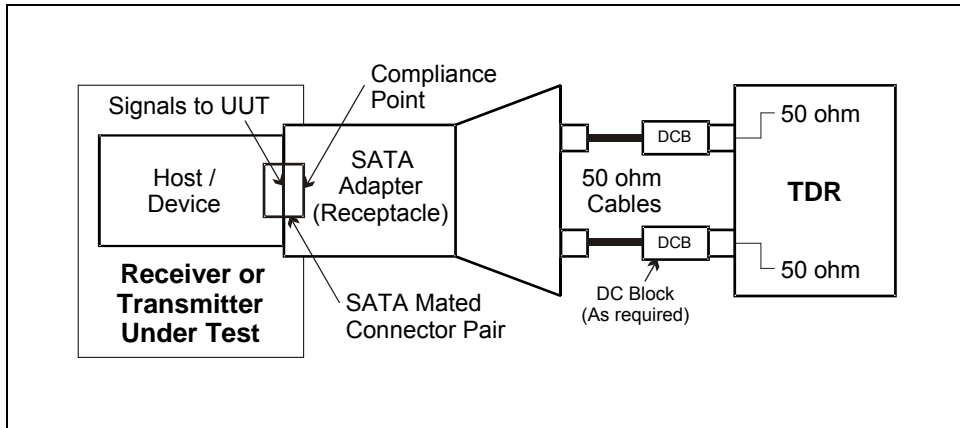 Compliance
Point
Signals to UUT
Host /
Device
SATA
Adapter
(Receptacle)
Receiver or
Transmitter
Under Test
SATA Mated
Connector Pair
DCB
50 ohm
Cables
DCB
DC Block
(As required)
50 ohm
TDR
50 ohm